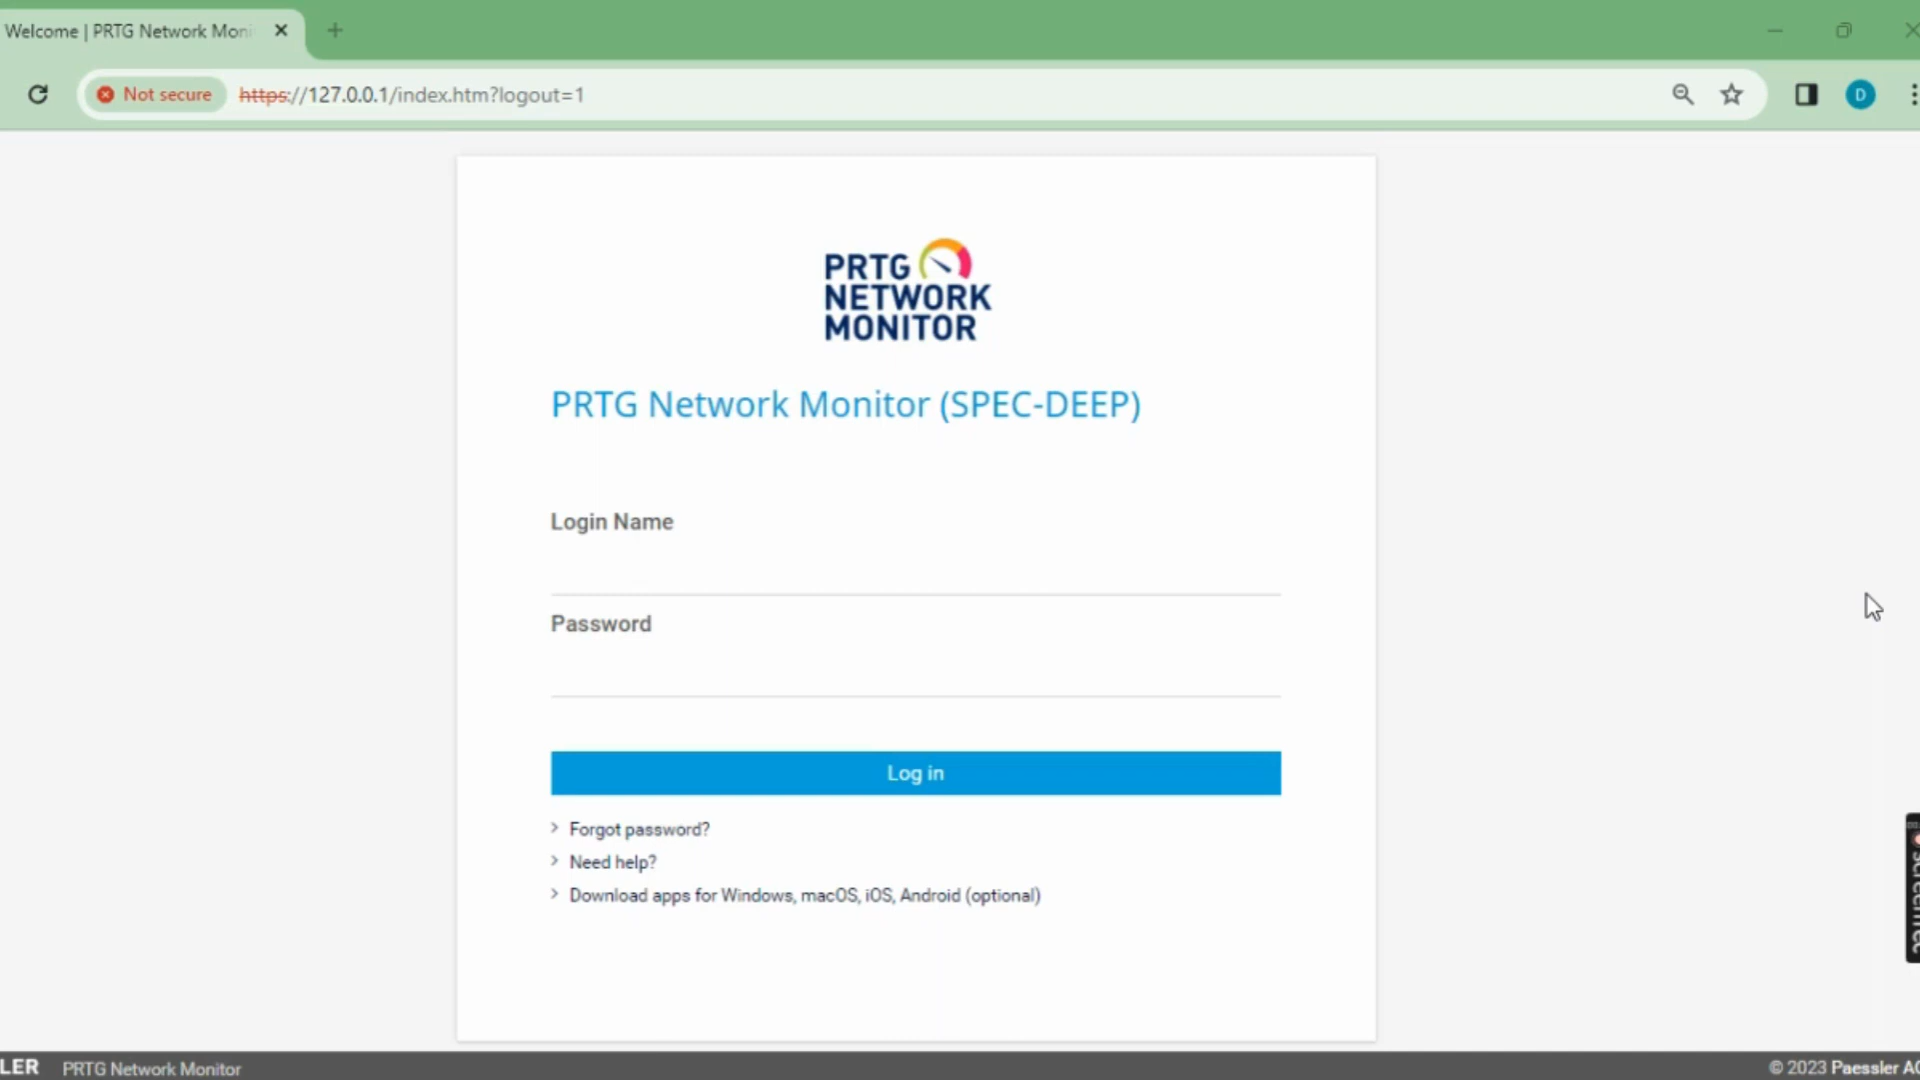 Welcome | PRTG Network Moni
Not secure https://127.0.0.1/index.htm?logout=1
D
PRTG
NETWORK
MONITOR
PRTG Network Monitor (SPEC-DEEP)
Login Name
Password
Log in
Forgot password?
Need help?
Download apps for Windows, macOS, iOS, Android (optional)
screenrec
LER PRTG Network Monitor
© 2023 Paessler AG